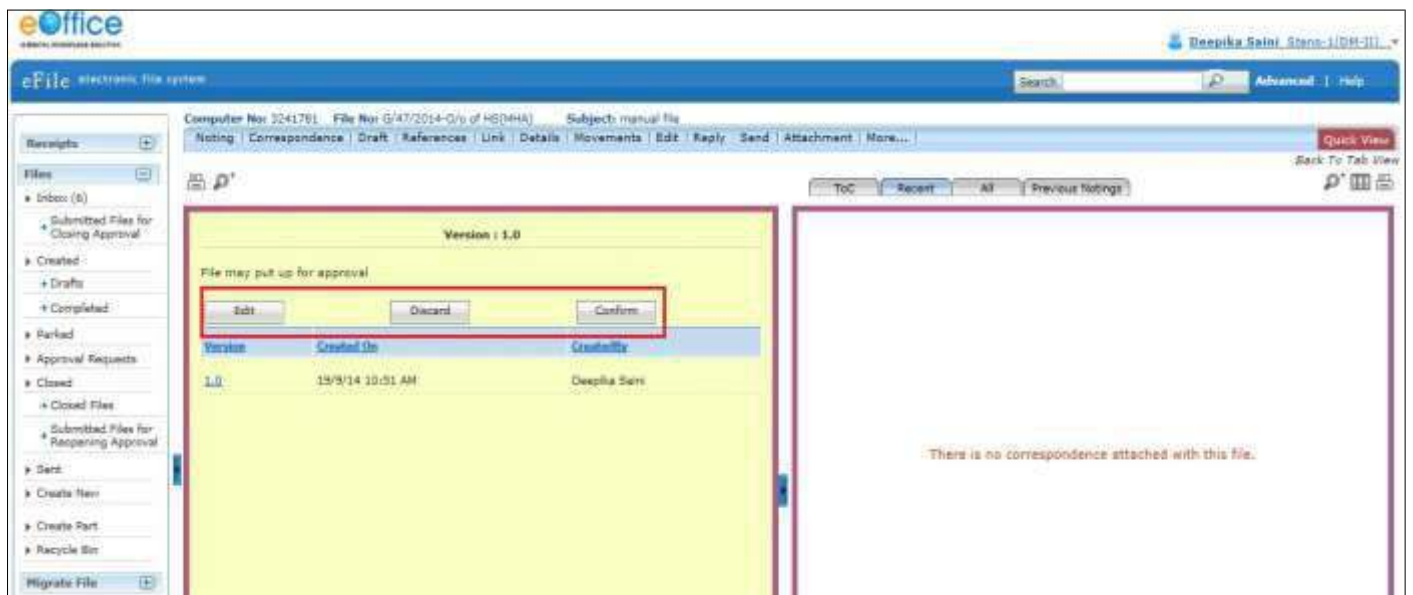 eOffice
Deepika Saini
eFile electronic file system
Search
Advanced | Help
Computer No: 3241781 File No: G/47/2014-O/o of HS(MHA) Subject: manual file
Noting | Correspondence | Draft | References | Link | Details | Movements | Edit | Reply | Send | Attachment | More... |
Quick View
Back To Tab View
Receipts
Files
Inbox (6)
Submitted Files for
Closing Approval
Created
Drafts
Completed
Parked
Approval Requests
Closed
Closed Files
Submitted Files for
Reopening Approval
Sent
Create New
Create Part
Recycle Bin
Migrate File
Version : 1.0
File may put up for approval
Edit Discard Confirm
Version Created On CreatedBy
1.0 19/9/14 10:51 AM Deepika Saini
ToC Recent All Previous Notings
There is no correspondence attached with this file.